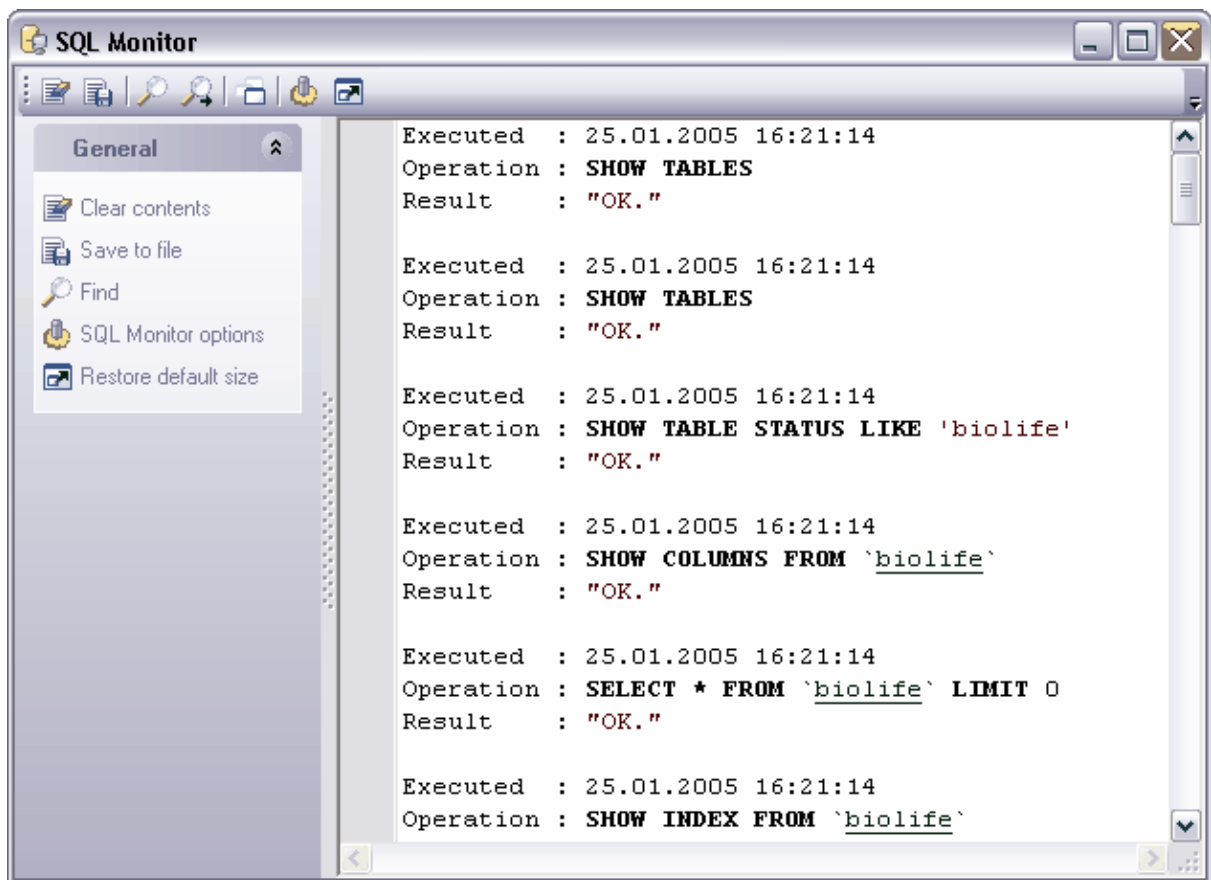 SQL Monitor
General
Clear contents
Save to file
Find
SQL Monitor options
Restore default size
Executed : 25.01.2005 16:21:14
Operation : SHOW TABLES
Result : "OK."
Executed : 25.01.2005 16:21:14
Operation : SHOW TABLES
Result : "OK."
Executed : 25.01.2005 16:21:14
Operation : SHOW TABLE STATUS LIKE 'biolife'
Result : "OK."
Executed : 25.01.2005 16:21:14
Operation : SHOW COLUMNS FROM `biolife`
Result : "OK."
Executed : 25.01.2005 16:21:14
Operation : SELECT * FROM `biolife` LIMIT 0
Result : "OK."
Executed : 25.01.2005 16:21:14
Operation : SHOW INDEX FROM `biolife`